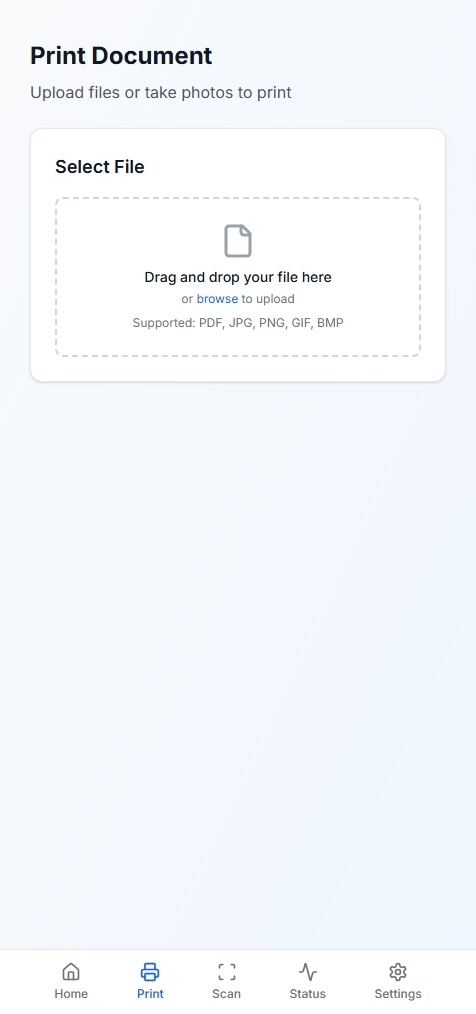 Print Document
Upload files or take photos to print
Select File
Drag and drop your file here
or browse to upload
Supported: PDF, JPG, PNG, GIF, BMP
Home
Print
Scan
Status
Settings